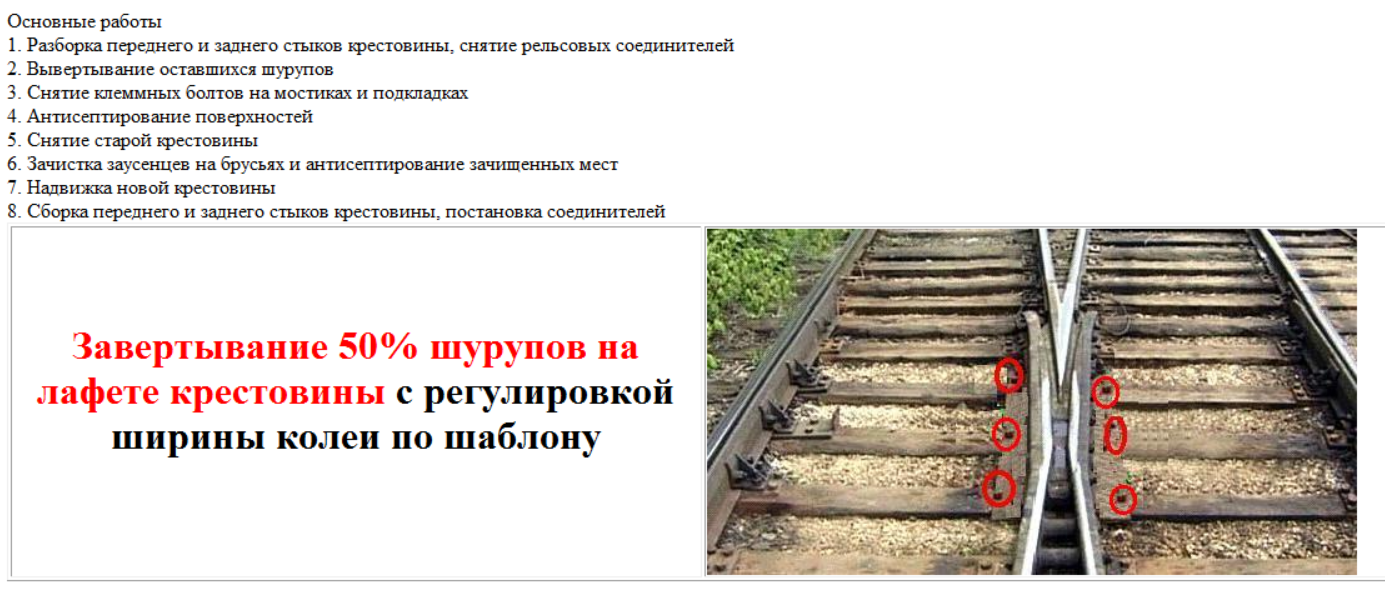 Основные работы
1. Разборка переднего и заднего стыков крестовины, снятие рельсовых соединителей
2. Вывертывание оставшихся шурупов
3. Снятие клеммных болтов на мостиках и подкладках
4. Антисептирование поверхностей
5. Снятие старой крестовины
6. Зачистка заусенцев на брусьях и антисептирование зачищенных мест
7. Надвижка новой крестовины
8. Сборка переднего и заднего стыков крестовины, постановка соединителей
Завертывание 50% шурупов на
лафете крестовины с регулировкой
ширины колеи по шаблону